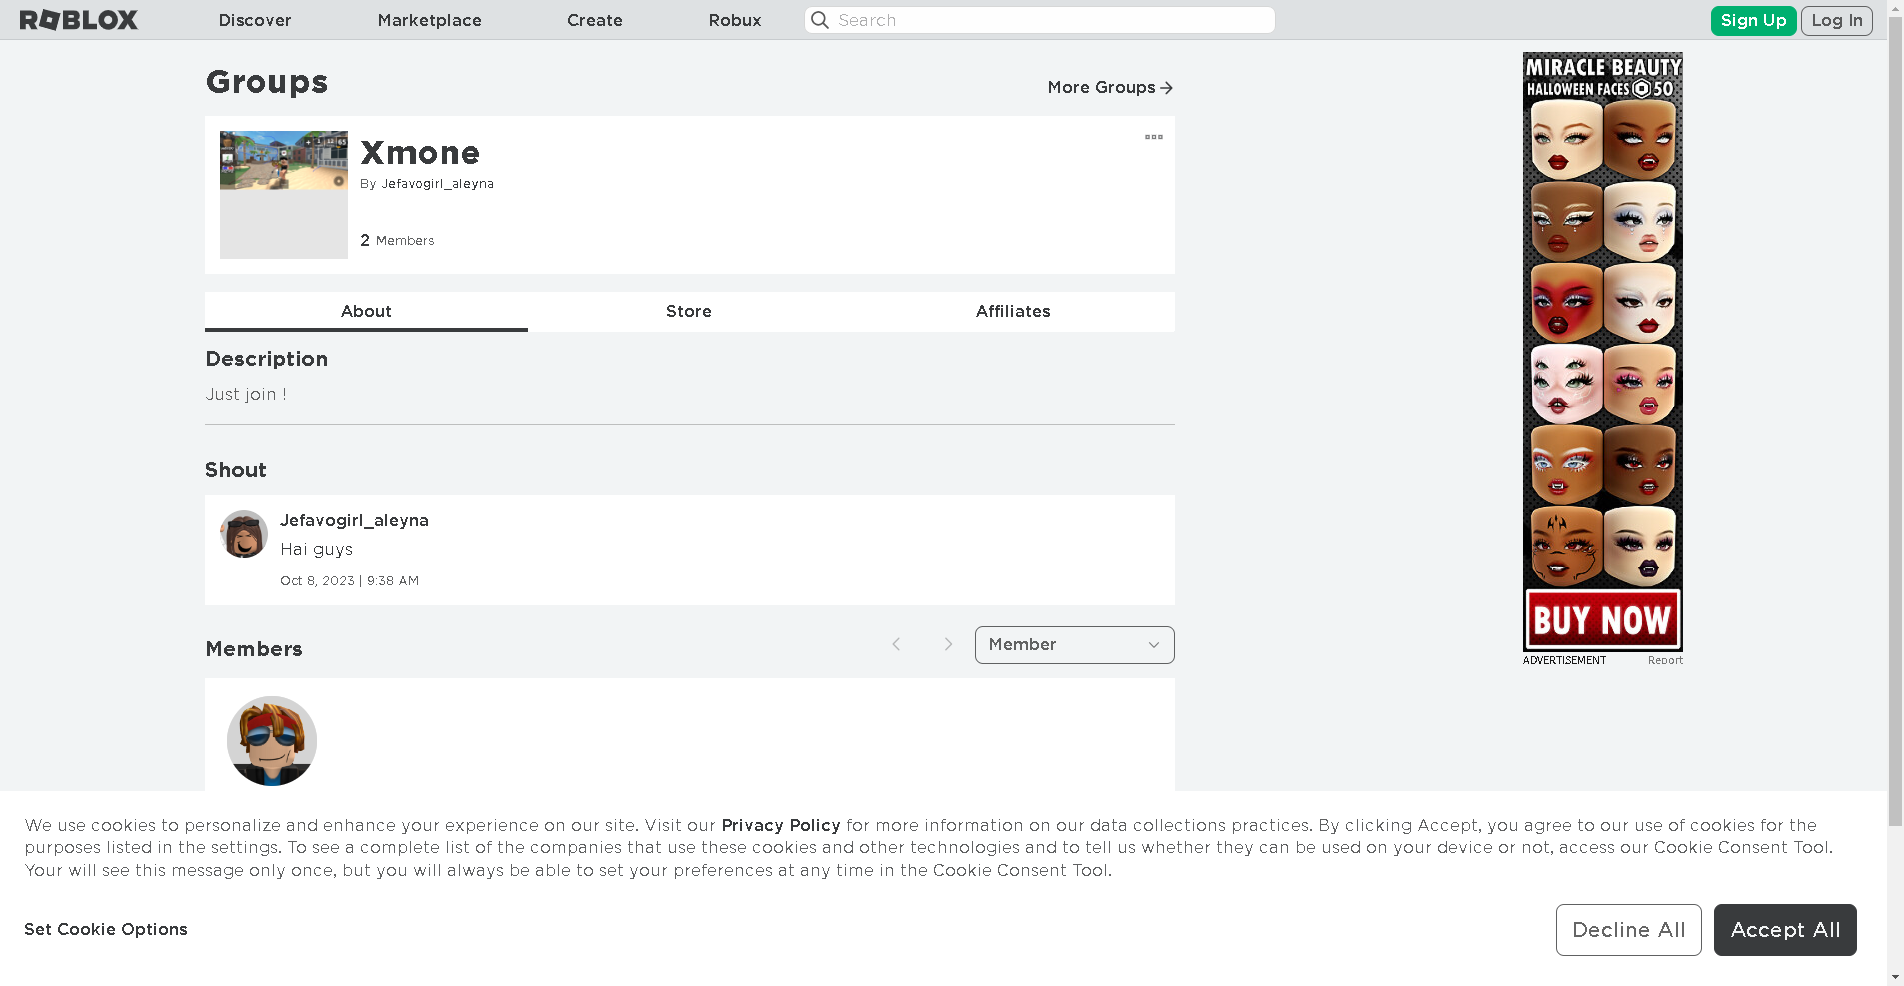 ROBLOX
Discover
Marketplace
Create
Robux
Search
Sign Up
Log In
Groups
More Groups
Xmone
By Jefavogirl_aleyna
2 Members
About
Store
Affiliates
Description
Just join !
Shout
Jefavogirl_aleyna
Hai guys
Oct 8, 2023 | 9:38 AM
Members
Member
MIRACLE BEAUTY
HALLOWEEN FACES 50
BUY NOW
ADVERTISEMENT
Report
We use cookies to personalize and enhance your experience on our site. Visit our Privacy Policy for more information on our data collections practices. By clicking Accept, you agree to our use of cookies for the
purposes listed in the settings. To see a complete list of the companies that use these cookies and other technologies and to tell us whether they can be used on your device or not, access our Cookie Consent Tool.
Your will see this message only once, but you will always be able to set your preferences at any time in the Cookie Consent Tool.
Set Cookie Options
Decline All
Accept All